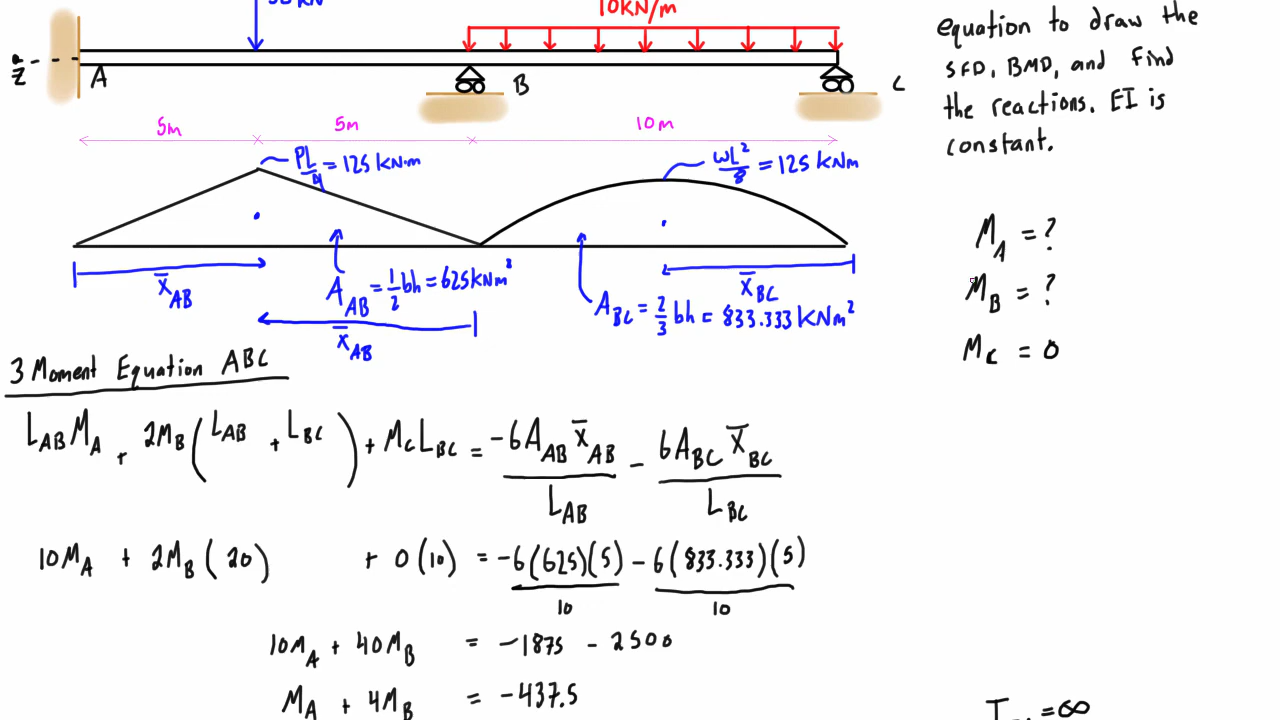 10KN/m
equation to draw the
SFD, BMD, and find
the reactions. EI is
constant.
A
B
C
5m
5m
10m
PL/4 = 125 KN·m
wL²/8 = 125 KNm
X̄AB
AAB = 1/2 bh = 625KNm²
X̄AB
X̄BC
ABC = 2/3 bh = 833.333 KNm²
MA = ?
MB = ?
MC = 0
3 Moment Equation ABC
LAB MA + 2MB (LAB + LBC) + MC LBC = -6AAB X̄AB / LAB - 6ABC X̄BC / LBC
10MA + 2MB (20) + 0(10) = -6(625)(5) / 10 - 6(833.333)(5) / 10
10MA + 40MB = -1875 - 2500
MA + 4MB = -437.5
= ∞